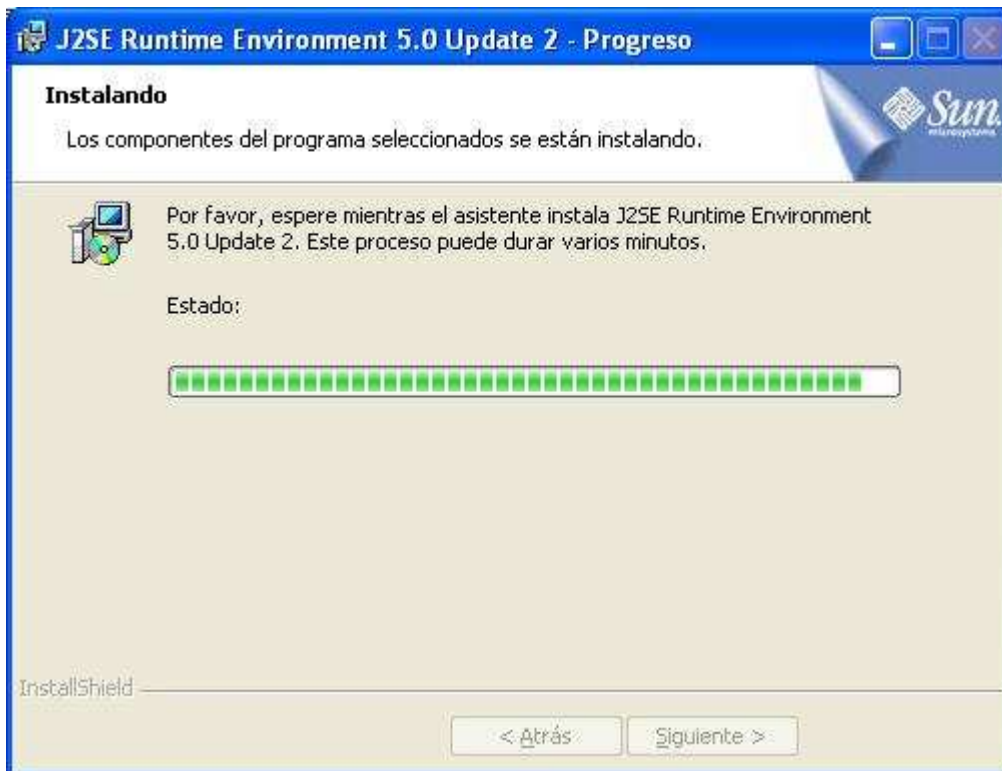 J2SE Runtime Environment 5.0 Update 2 - Progreso
Instalando
Los componentes del programa seleccionados se están instalando.
Sun
microsystems
Por favor, espere mientras el asistente instala J2SE Runtime Environment
5.0 Update 2. Este proceso puede durar varios minutos.
Estado:
InstallShield
< Atrás
Siguiente >